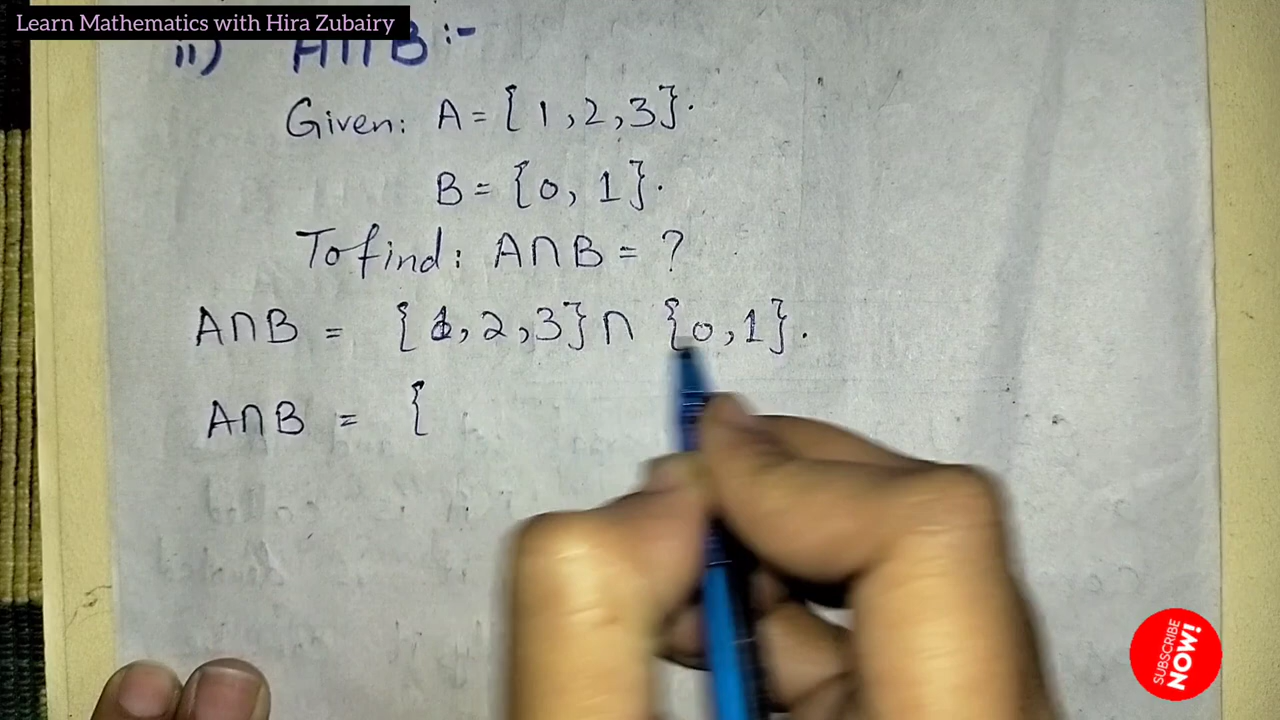 Learn Mathematics with Hira Zubairy
ii) A∩B :-
Given: A = { 1, 2, 3 }.
B = { 0, 1 }.
To find: A∩B = ?
A∩B = { 1, 2, 3 } ∩ { 0, 1 }.
A∩B = {
SUBSCRIBE
NOW!